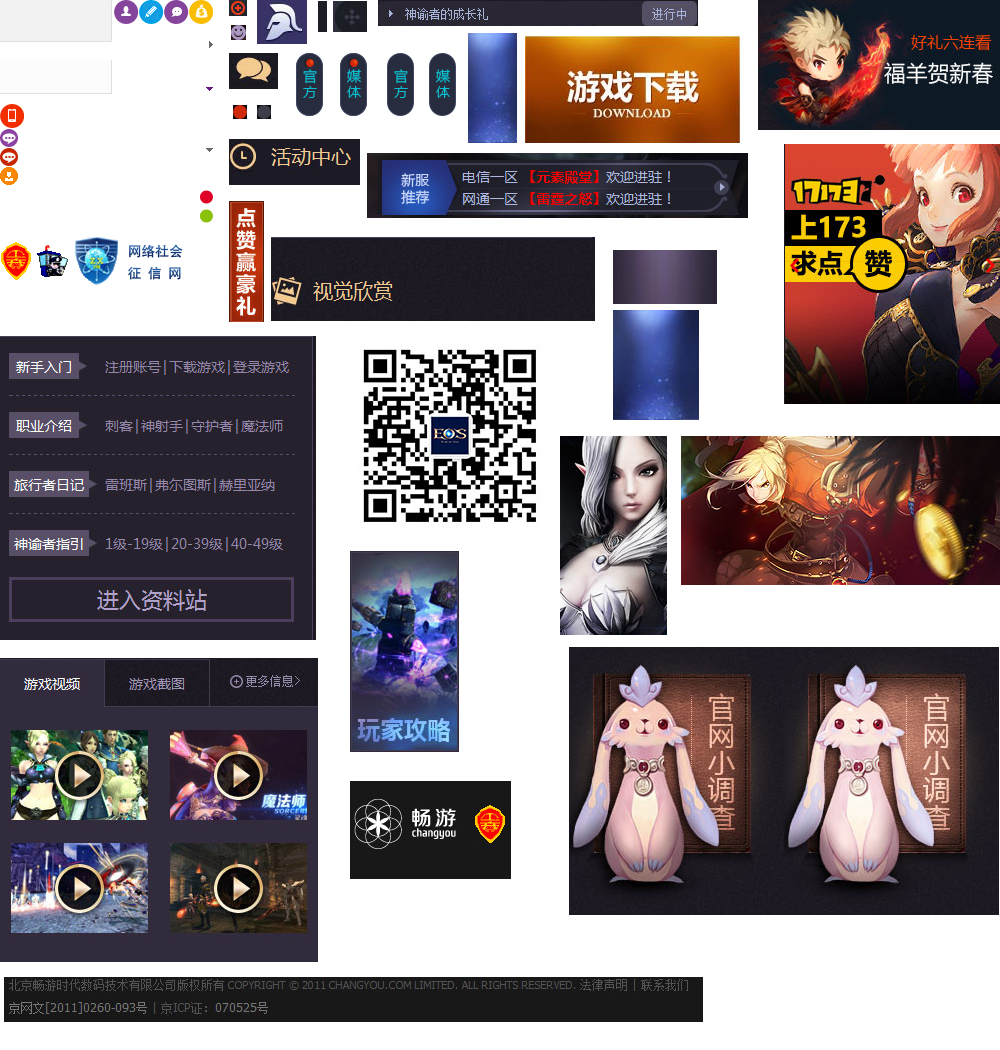 神谕者的成长礼
进行中
好礼六连看
福羊贺新春
官方
媒体
官方
媒体
游戏下载
DOWNLOAD
活动中心
新服推荐
电信一区 【元素殿堂】欢迎进驻！
网通一区 【雷霆之怒】欢迎进驻！
17173
上173
求点
赞
点赞赢豪礼
网络社会
征信网
视觉欣赏
新手入门
注册账号|下载游戏|登录游戏
职业介绍
刺客|神射手|守护者|魔法师
旅行者日记
雷班斯|弗尔图斯|赫里亚纳
神谕者指引
1级-19级|20-39级|40-49级
进入资料站
EOS
游戏视频
游戏截图
更多信息>
魔法师
SORCER
玩家攻略
官网小调查
官网小调查
畅游
changyou
北京畅游时代数码技术有限公司版权所有 COPYRIGHT © 2011 CHANGYOU.COM LIMITED. ALL RIGHTS RESERVED. 法律声明 | 联系我们
京网文[2011]0260-093号 | 京ICP证：070525号